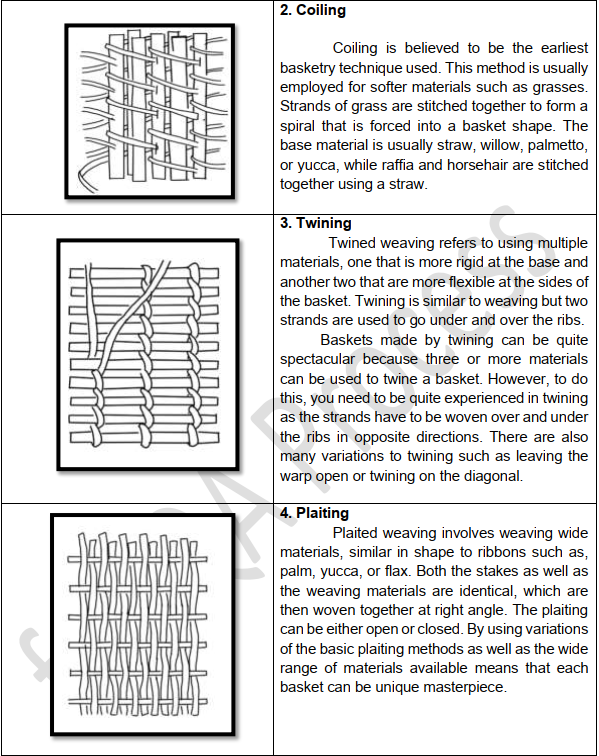 2. Coiling
Coiling is believed to be the earliest
basketry technique used. This method is usually
employed for softer materials such as grasses.
Strands of grass are stitched together to form a
spiral that is forced into a basket shape. The
base material is usually straw, willow, palmetto,
or yucca, while raffia and horsehair are stitched
together using a straw.
3. Twining
Twined weaving refers to using multiple
materials, one that is more rigid at the base and
another two that are more flexible at the sides of
the basket. Twining is similar to weaving but two
strands are used to go under and over the ribs.
Baskets made by twining can be quite
spectacular because three or more materials
can be used to twine a basket. However, to do
this, you need to be quite experienced in twining
as the strands have to be woven over and under
the ribs in opposite directions. There are also
many variations to twining such as leaving the
warp open or twining on the diagonal.
4. Plaiting
Plaited weaving involves weaving wide
materials, similar in shape to ribbons such as,
palm, yucca, or flax. Both the stakes as well as
the weaving materials are identical, which are
then woven together at right angle. The plaiting
can be either open or closed. By using variations
of the basic plaiting methods as well as the wide
range of materials available means that each
basket can be unique masterpiece.
Process